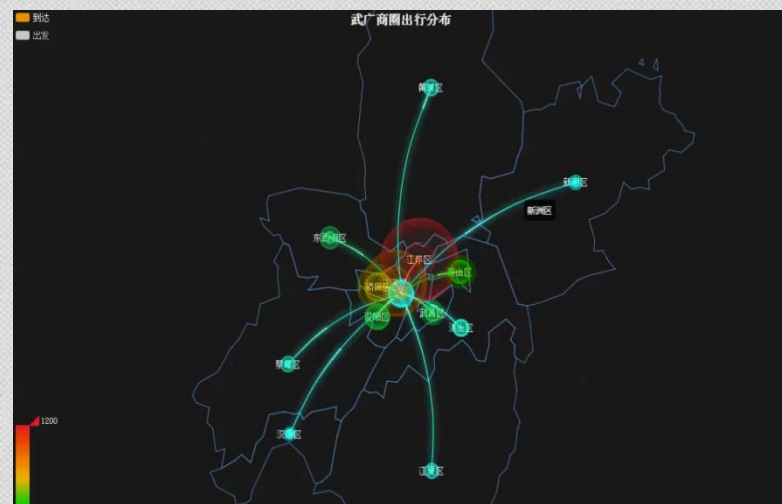 到达
出发
武广商圈出行分布
黄陂区
新洲区
新洲区
东西湖区
江岸区
硚口区
青山区
汉阳区
武昌区
洪山区
蔡甸区
汉南区
江夏区
1200